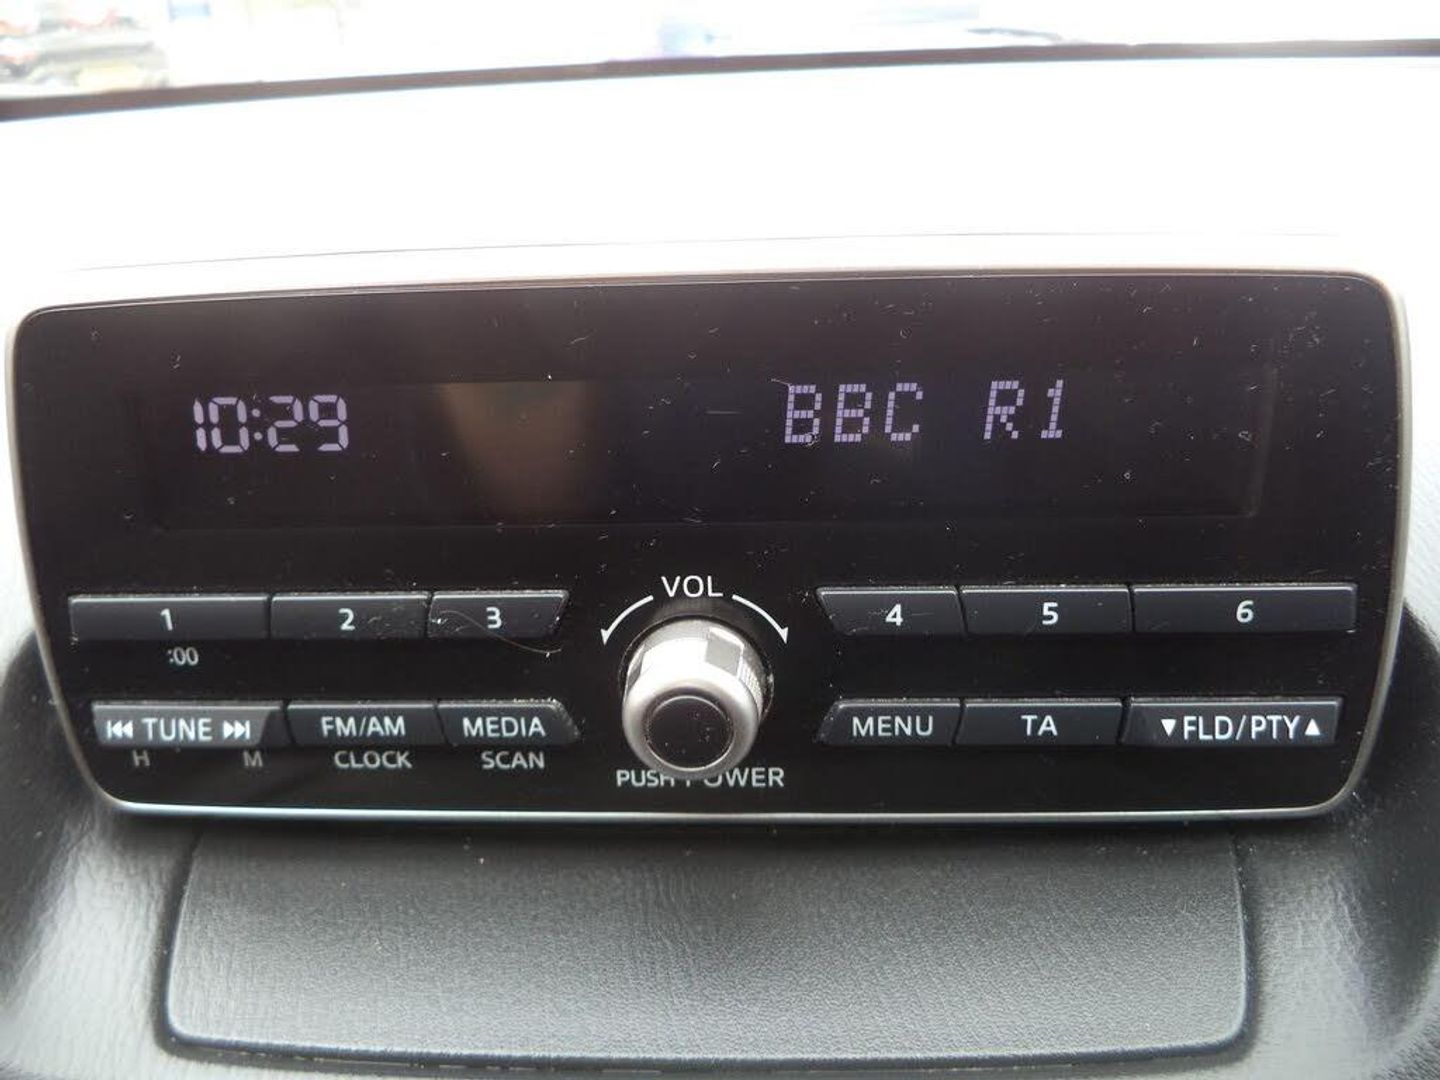 10:29 BBC R1
VOL
1 2 3 4 5 6
:00
TUNE FM/AM MEDIA MENU TA ▼FLD/PTY▲
H M CLOCK SCAN
PUSH POWER